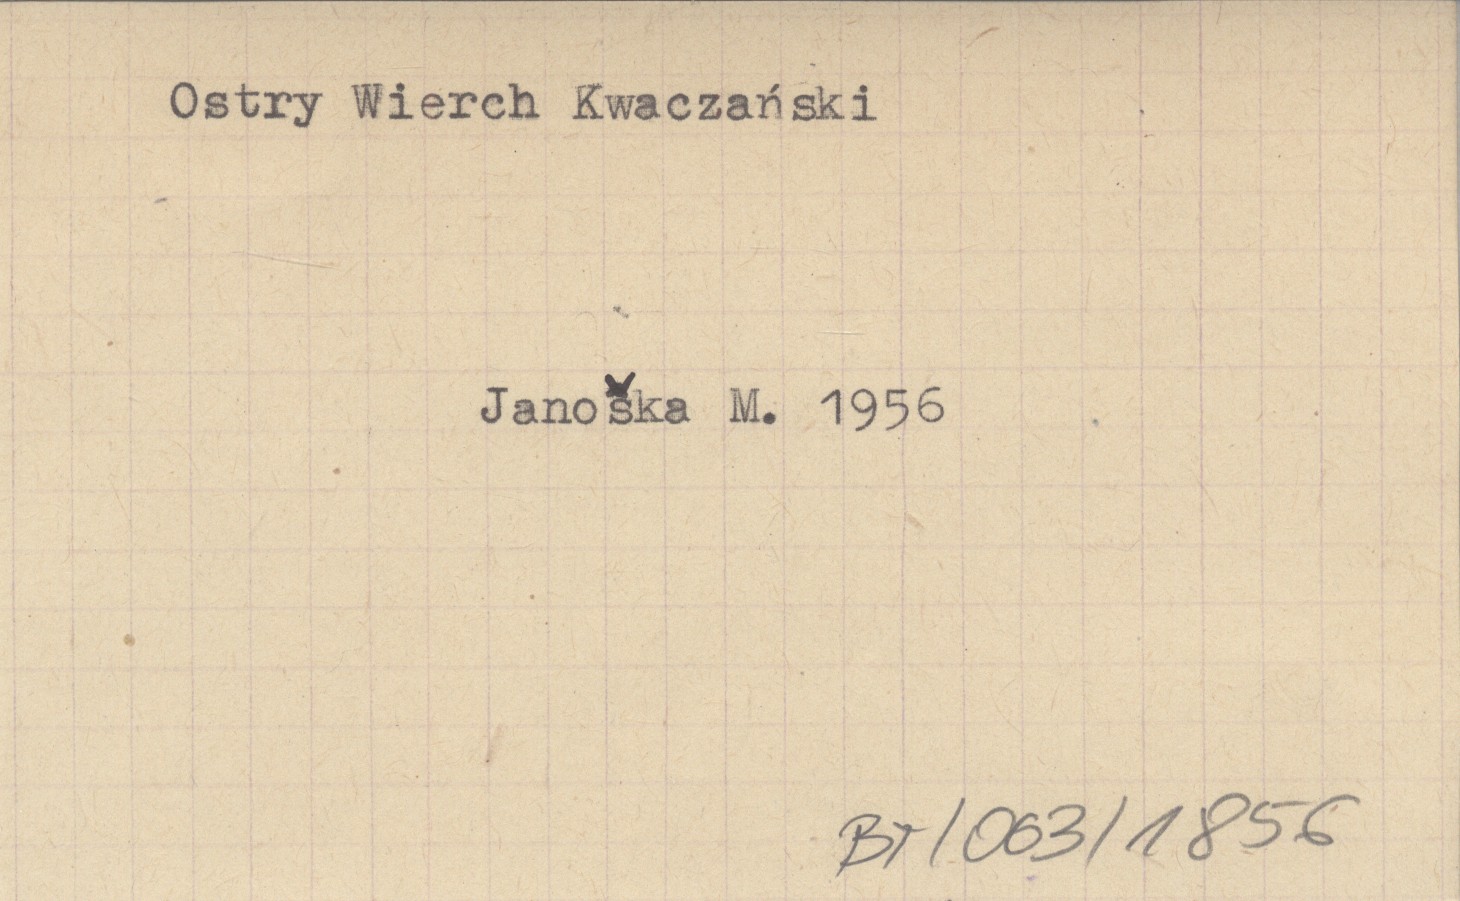 Ostry Wierch Kwaczański
Janoška M. 1956
BT/063/1856